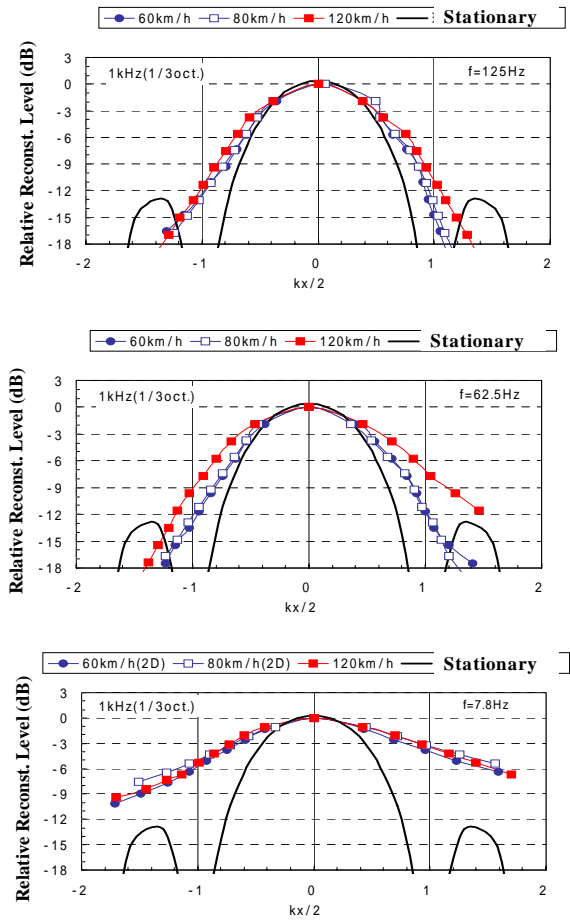 60km/h 80km/h 120km/h Stationary
Relative Reconst. Level (dB)
3
0
-3
-6
-9
-12
-15
-18
1kHz(1/3oct.) f=125Hz
-2 -1 0 1 2
kx/2
60km/h 80km/h 120km/h Stationary
Relative Reconst. Level (dB)
3
0
-3
-6
-9
-12
-15
-18
1kHz(1/3oct.) f=62.5Hz
-2 -1 0 1 2
kx/2
60km/h(2D) 80km/h(2D) 120km/h Stationary
Relative Reconst. Level (dB)
3
0
-3
-6
-9
-12
-15
-18
1kHz(1/3oct.) f=7.8Hz
-2 -1 0 1 2
kx/2